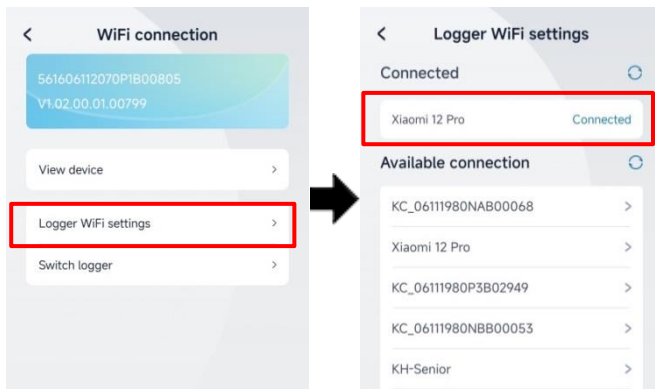 WiFi connection
561606112070P1B00805
V1.02.00.01.00799
View device
Logger WiFi settings
Switch logger
Logger WiFi settings
Connected
Xiaomi 12 Pro Connected
Available connection
KC_06111980NAB00068
Xiaomi 12 Pro
KC_06111980P3B02949
KC_06111980NBB00053
KH-Senior